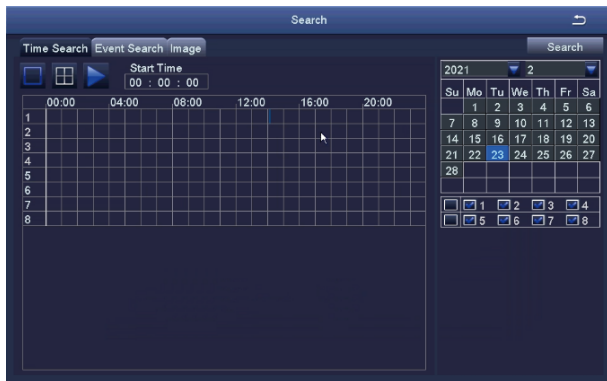 Search
Time Search Event Search Image
Search
Start Time
00 : 00 : 00
2021 2
Su Mo Tu We Th Fr Sa
1 2 3 4 5 6
7 8 9 10 11 12 13
14 15 16 17 18 19 20
21 22 23 24 25 26 27
28
00:00 04:00 08:00 12:00 16:00 20:00
1
2
3
4
5
6
7
8
1 2 3 4
5 6 7 8